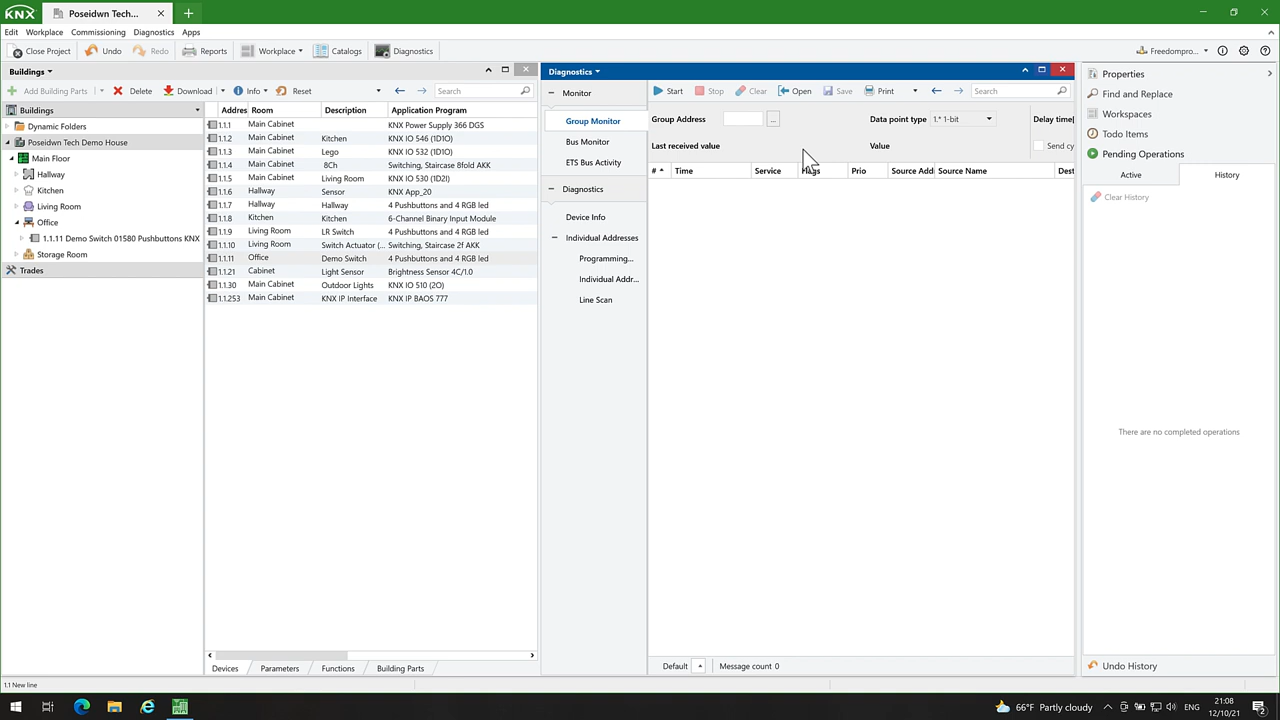 KNX
Poseidwn Tech...
Edit Workplace Commissioning Diagnostics Apps
Close Project Undo Redo Reports Workplace Catalogs Diagnostics Freedompro...
Buildings
Add Building Parts Delete Download Info Reset Search
Buildings
Dynamic Folders
Poseidwn Tech Demo House
Main Floor
Hallway
Kitchen
Living Room
Office
1.1.11 Demo Switch 01580 Pushbuttons KNX
Storage Room
Trades
Addres Room Description Application Program
1.1.1 Main Cabinet KNX Power Supply 366 DGS
1.1.2 Main Cabinet Kitchen KNX IO 546 (1D1O)
1.1.3 Main Cabinet Lego KNX IO 532 (1D1O)
1.1.4 Main Cabinet 8Ch Switching, Staircase 8fold AKK
1.1.5 Main Cabinet Living Room KNX IO 530 (1D2I)
1.1.6 Hallway Sensor KNX App_20
1.1.7 Hallway Hallway 4 Pushbuttons and 4 RGB led
1.1.8 Kitchen Kitchen 6-Channel Binary Input Module
1.1.9 Living Room LR Switch 4 Pushbuttons and 4 RGB led
1.1.10 Living Room Switch Actuator (... Switching, Staircase 2f AKK
1.1.11 Office Demo Switch 4 Pushbuttons and 4 RGB led
1.1.21 Cabinet Light Sensor Brightness Sensor 4C/1.0
1.1.30 Main Cabinet Outdoor Lights KNX IO 510 (2O)
1.1.253 Main Cabinet KNX IP Interface KNX IP BAOS 777
Devices Parameters Functions Building Parts
Diagnostics
Monitor
Group Monitor
Bus Monitor
ETS Bus Activity
Diagnostics
Device Info
Individual Addresses
Programming...
Individual Addr...
Line Scan
Start Stop Clear Open Save Print Search
Group Address ... Data point type 1.* 1-bit Delay time[
Last received value Value Send cy
# Time Service Flags Prio Source Addr Source Name Dest
Default Message count 0
Properties
Find and Replace
Workspaces
Todo Items
Pending Operations
Active History
Clear History
There are no completed operations
Undo History
1.1 New line
66°F Partly cloudy ENG
21:08
12/10/21